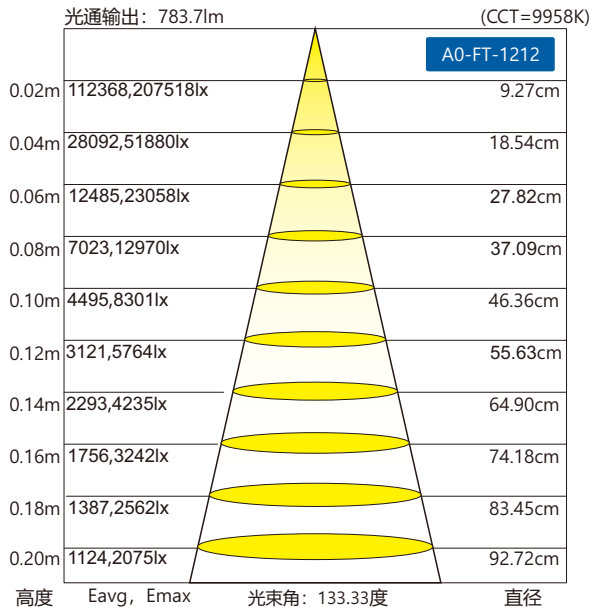 光通输出：783.7lm (CCT=9958K)
A0-FT-1212
0.02m 112368,207518lx 9.27cm
0.04m 28092,51880lx 18.54cm
0.06m 12485,23058lx 27.82cm
0.08m 7023,12970lx 37.09cm
0.10m 4495,8301lx 46.36cm
0.12m 3121,5764lx 55.63cm
0.14m 2293,4235lx 64.90cm
0.16m 1756,3242lx 74.18cm
0.18m 1387,2562lx 83.45cm
0.20m 1124,2075lx 92.72cm
高度 Eavg，Emax 光束角：133.33度 直径